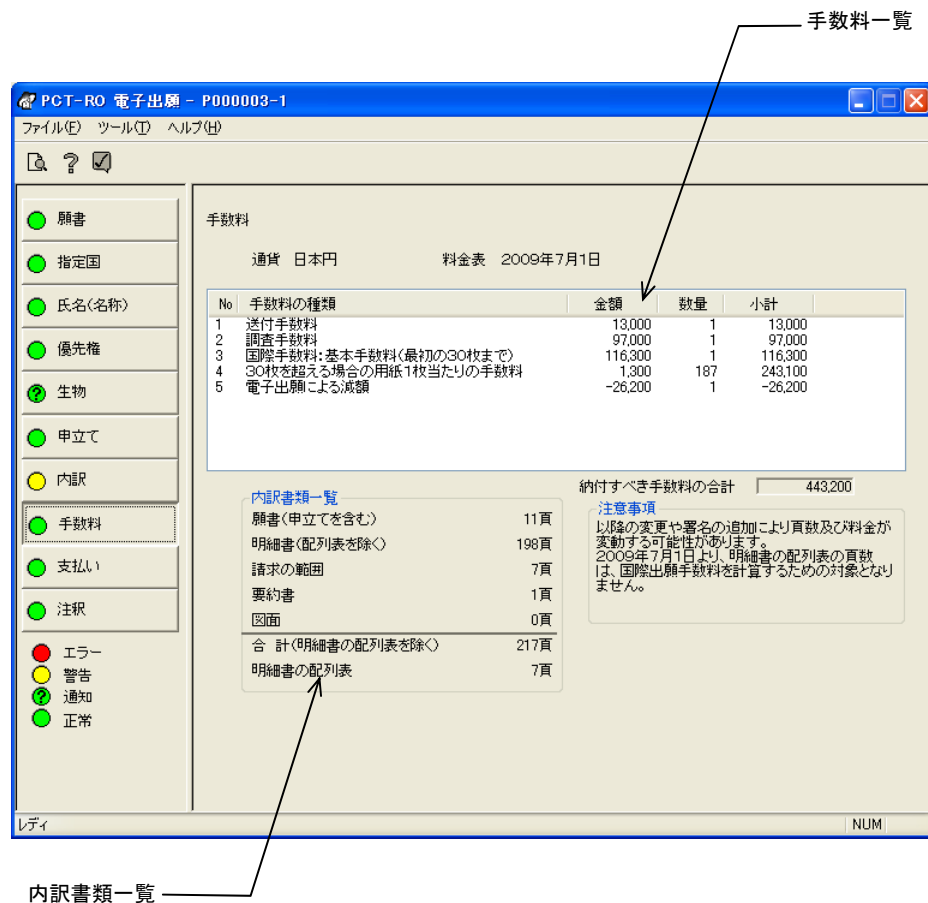 手数料一覧
PCT-RO 電子出願 - P000003-1
ファイル(F) ツール(T) ヘルプ(H)
願書
指定国
氏名(名称)
優先権
生物
申立て
内訳
手数料
支払い
注釈
エラー
警告
通知
正常
手数料
通貨 日本円 料金表 2009年7月1日
No 手数料の種類 金額 数量 小計
1 送付手数料 13,000 1 13,000
2 調査手数料 97,000 1 97,000
3 国際手数料:基本手数料(最初の30枚まで) 116,300 1 116,300
4 30枚を超える場合の用紙1枚当たりの手数料 1,300 187 243,100
5 電子出願による減額 -26,200 1 -26,200
納付すべき手数料の合計 443,200
内訳書類一覧
願書(申立てを含む) 11頁
明細書(配列表を除く) 198頁
請求の範囲 7頁
要約書 1頁
図面 0頁
合 計(明細書の配列表を除く) 217頁
明細書の配列表 7頁
注意事項
以降の変更や署名の追加により頁数及び料金が
変動する可能性があります。
2009年7月1日より、明細書の配列表の頁数
は、国際出願手数料を計算するための対象となり
ません。
レディ NUM
内訳書類一覧